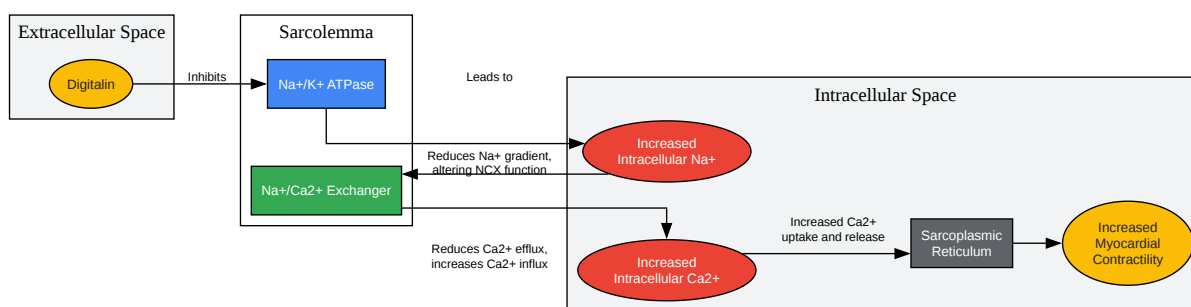 Extracellular Space
Digitalin
Inhibits
Sarcolemma
Na+/K+ ATPase
Leads to
Intracellular Space
Increased
Intracellular Na+
Reduces Na+ gradient,
altering NCX function
Na+/Ca2+ Exchanger
Reduces Ca2+ efflux,
increases Ca2+ influx
Increased
Intracellular Ca2+
Increased Ca2+
uptake and release
Sarcoplasmic
Reticulum
Increased
Myocardial
Contractility